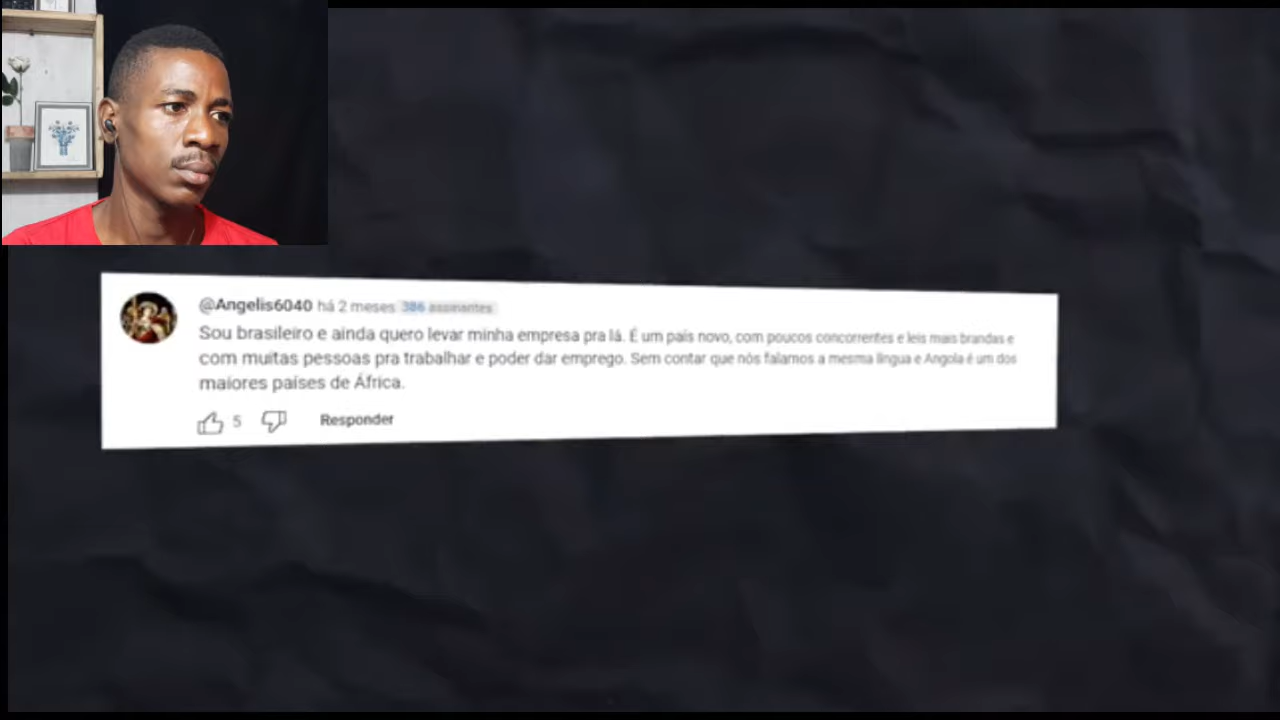 @Angelis6040 há 2 meses 386 assinantes
Sou brasileiro e ainda quero levar minha empresa pra lá. É um país novo, com poucos concorrentes e leis mais brandas e
com muitas pessoas pra trabalhar e poder dar emprego. Sem contar que nós falamos a mesma língua e Angola é um dos
maiores países de África.
5 Responder